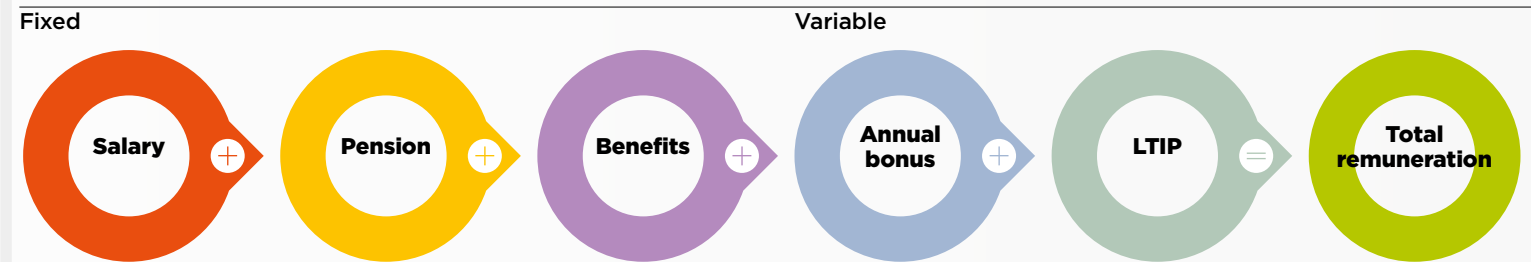 Fixed
Variable
Salary
+
Pension
+
Benefits
+
Annual
bonus
+
LTIP
=
Total
remuneration